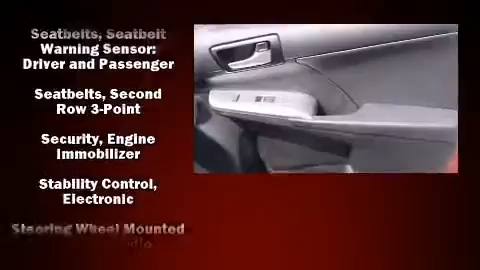 Seatbelts, Seatbelt
Warning Sensor:
Driver and Passenger
Seatbelts, Second
Row 3-Point
Security, Engine
Immobilizer
Stability Control,
Electronic
Steering Wheel Mounted